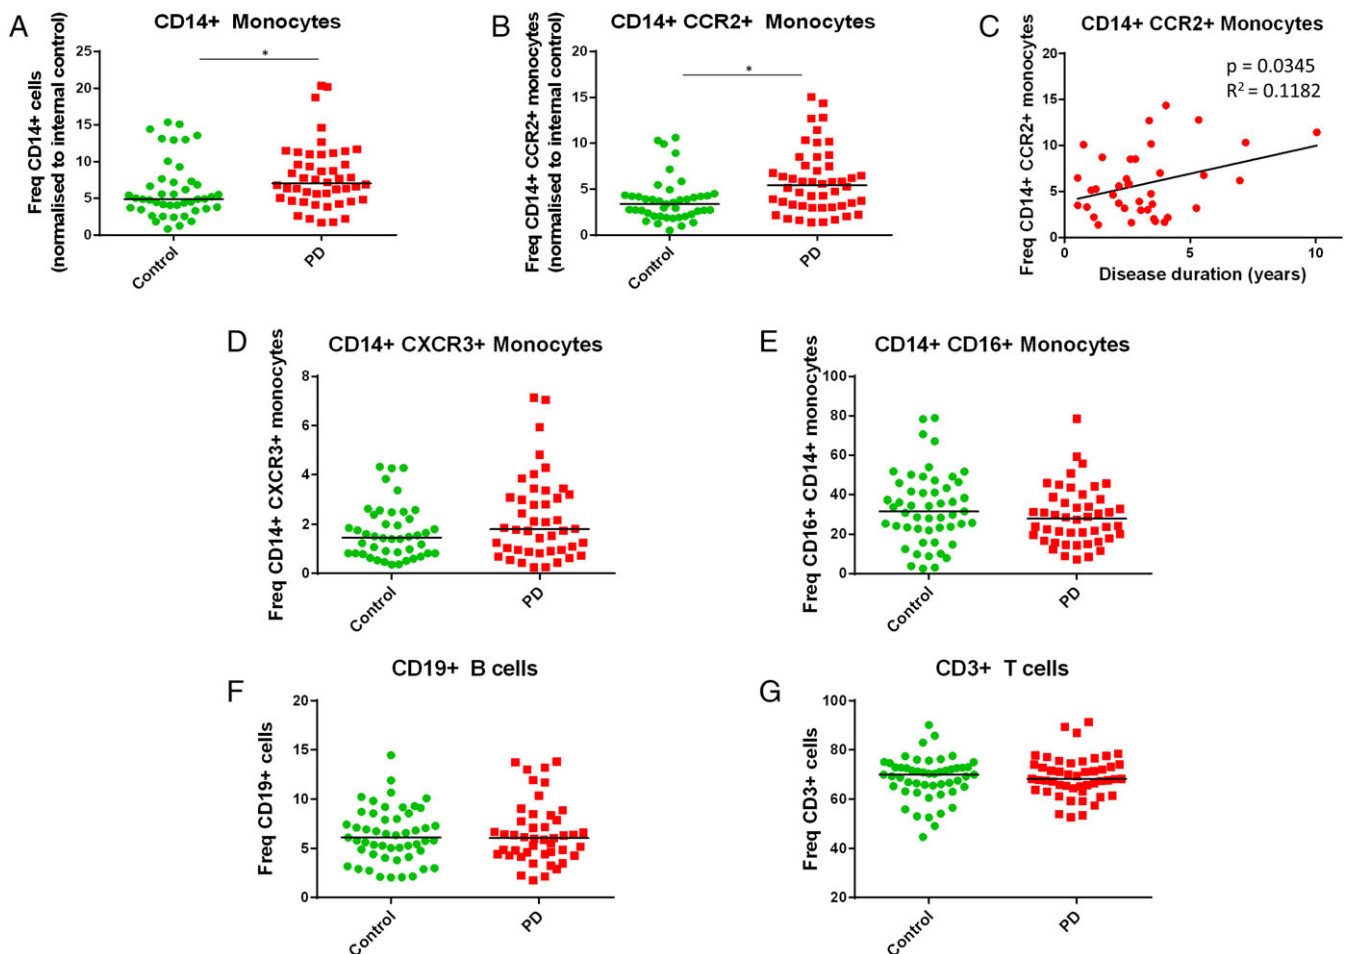 A
CD14+ Monocytes
Freq CD14+ cells
(normalised to internal control)
25
20
15
10
5
0
*
Control
PD
B
CD14+ CCR2+ Monocytes
Freq CD14+ CCR2+ monocytes
(normalised to internal control)
20
15
10
5
0
*
Control
PD
C
CD14+ CCR2+ Monocytes
Freq CD14+ CCR2+ monocytes
20
15
10
5
0
p = 0.0345
R² = 0.1182
0
5
10
Disease duration (years)
D
CD14+ CXCR3+ Monocytes
Freq CD14+ CXCR3+ monocytes
8
6
4
2
0
Control
PD
E
CD14+ CD16+ Monocytes
Freq CD16+ CD14+ monocytes
100
80
60
40
20
0
Control
PD
F
CD19+ B cells
Freq CD19+ cells
20
15
10
5
0
Control
PD
G
CD3+ T cells
Freq CD3+ cells
100
80
60
40
20
Control
PD